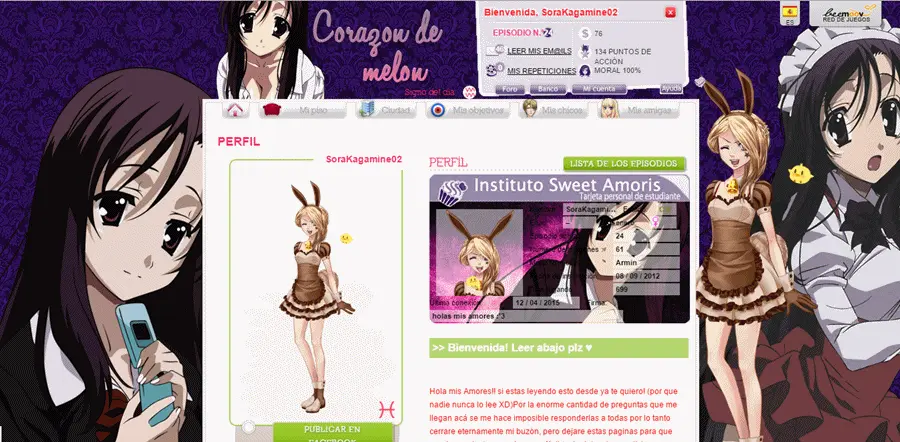 Corazon de
melon
Signo del día
Bienvenida, SoraKagamine02
EPISODIO N.º24
$ 76
LEER MIS EM@ILS
134 PUNTOS DE
ACCIÓN
MIS REPETICIONES
MORAL 100%
Foro
Banco
Mi cuenta
Ayuda
ES
beemoov
RED DE JUEGOS
Mi piso
Ciudad
Mis objetivos
Mis chicos
Mis amigas
PERFIL
SoraKagamine02
PUBLICAR EN
FACEBOOK
PERFIL
LISTA DE LOS EPISODIOS
Instituto Sweet Amoris
Tarjeta personal de estudiante
SoraKagami...
24
61
Armin
08 / 09 / 2012
699
Última conexión
12 / 04 / 2015
Firma
holas mis amores :'3
>> Bienvenida! Leer abajo plz ♥
Hola mis Amores!! si estas leyendo esto desde ya te quiero! (por que
nadie nunca lo lee XD)Por la enorme cantidad de preguntas que me
llegan acá se me hace imposible responderlas a todas por lo tanto
cerrare eternamente mi buzón, pero dejare estas paginas para que